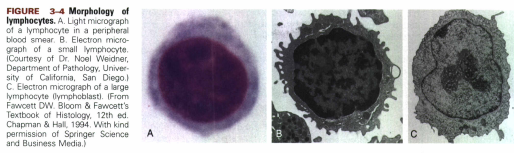 FIGURE 3–4 Morphology of
lymphocytes. A. Light micrograph
of a lymphocyte in a peripheral
blood smear. B. Electron micro-
graph of a small lymphocyte.
(Courtesy of Dr. Noel Weidner,
Department of Pathology, Univer-
sity of California, San Diego.)
C. Electron micrograph of a large
lymphocyte (lymphoblast). (From
Fawcett DW. Bloom & Fawcett's
Textbook of Histology, 12th ed.
Chapman & Hall, 1994. With kind
permission of Springer Science
and Business Media.)
A
B
C